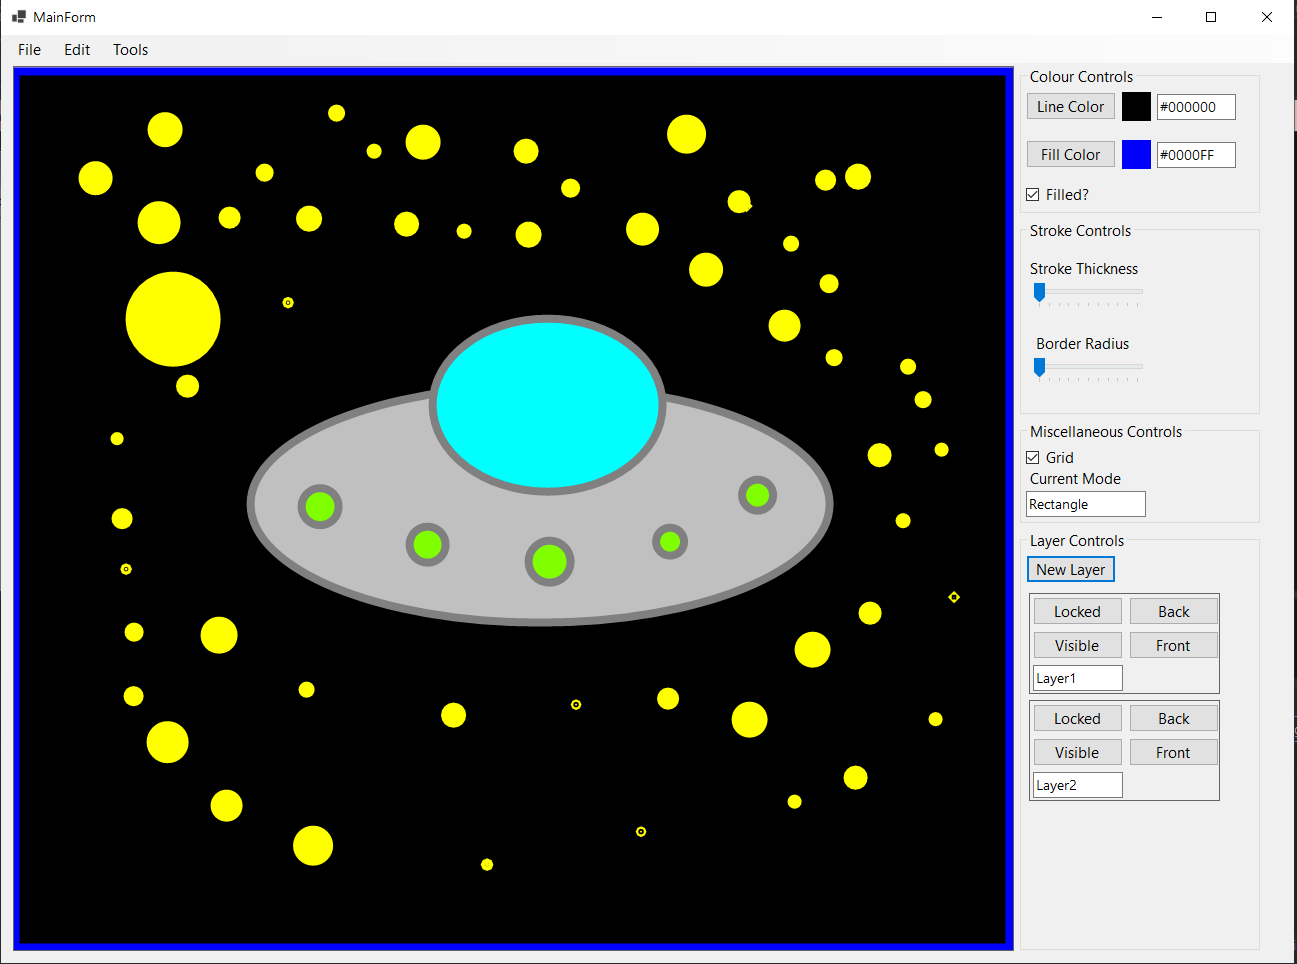 MainForm
File Edit Tools
Colour Controls
Line Color #000000
Fill Color #0000FF
Filled?
Stroke Controls
Stroke Thickness
Border Radius
Miscellaneous Controls
Grid
Current Mode
Rectangle
Layer Controls
New Layer
Locked Back
Visible Front
Layer1
Locked Back
Visible Front
Layer2